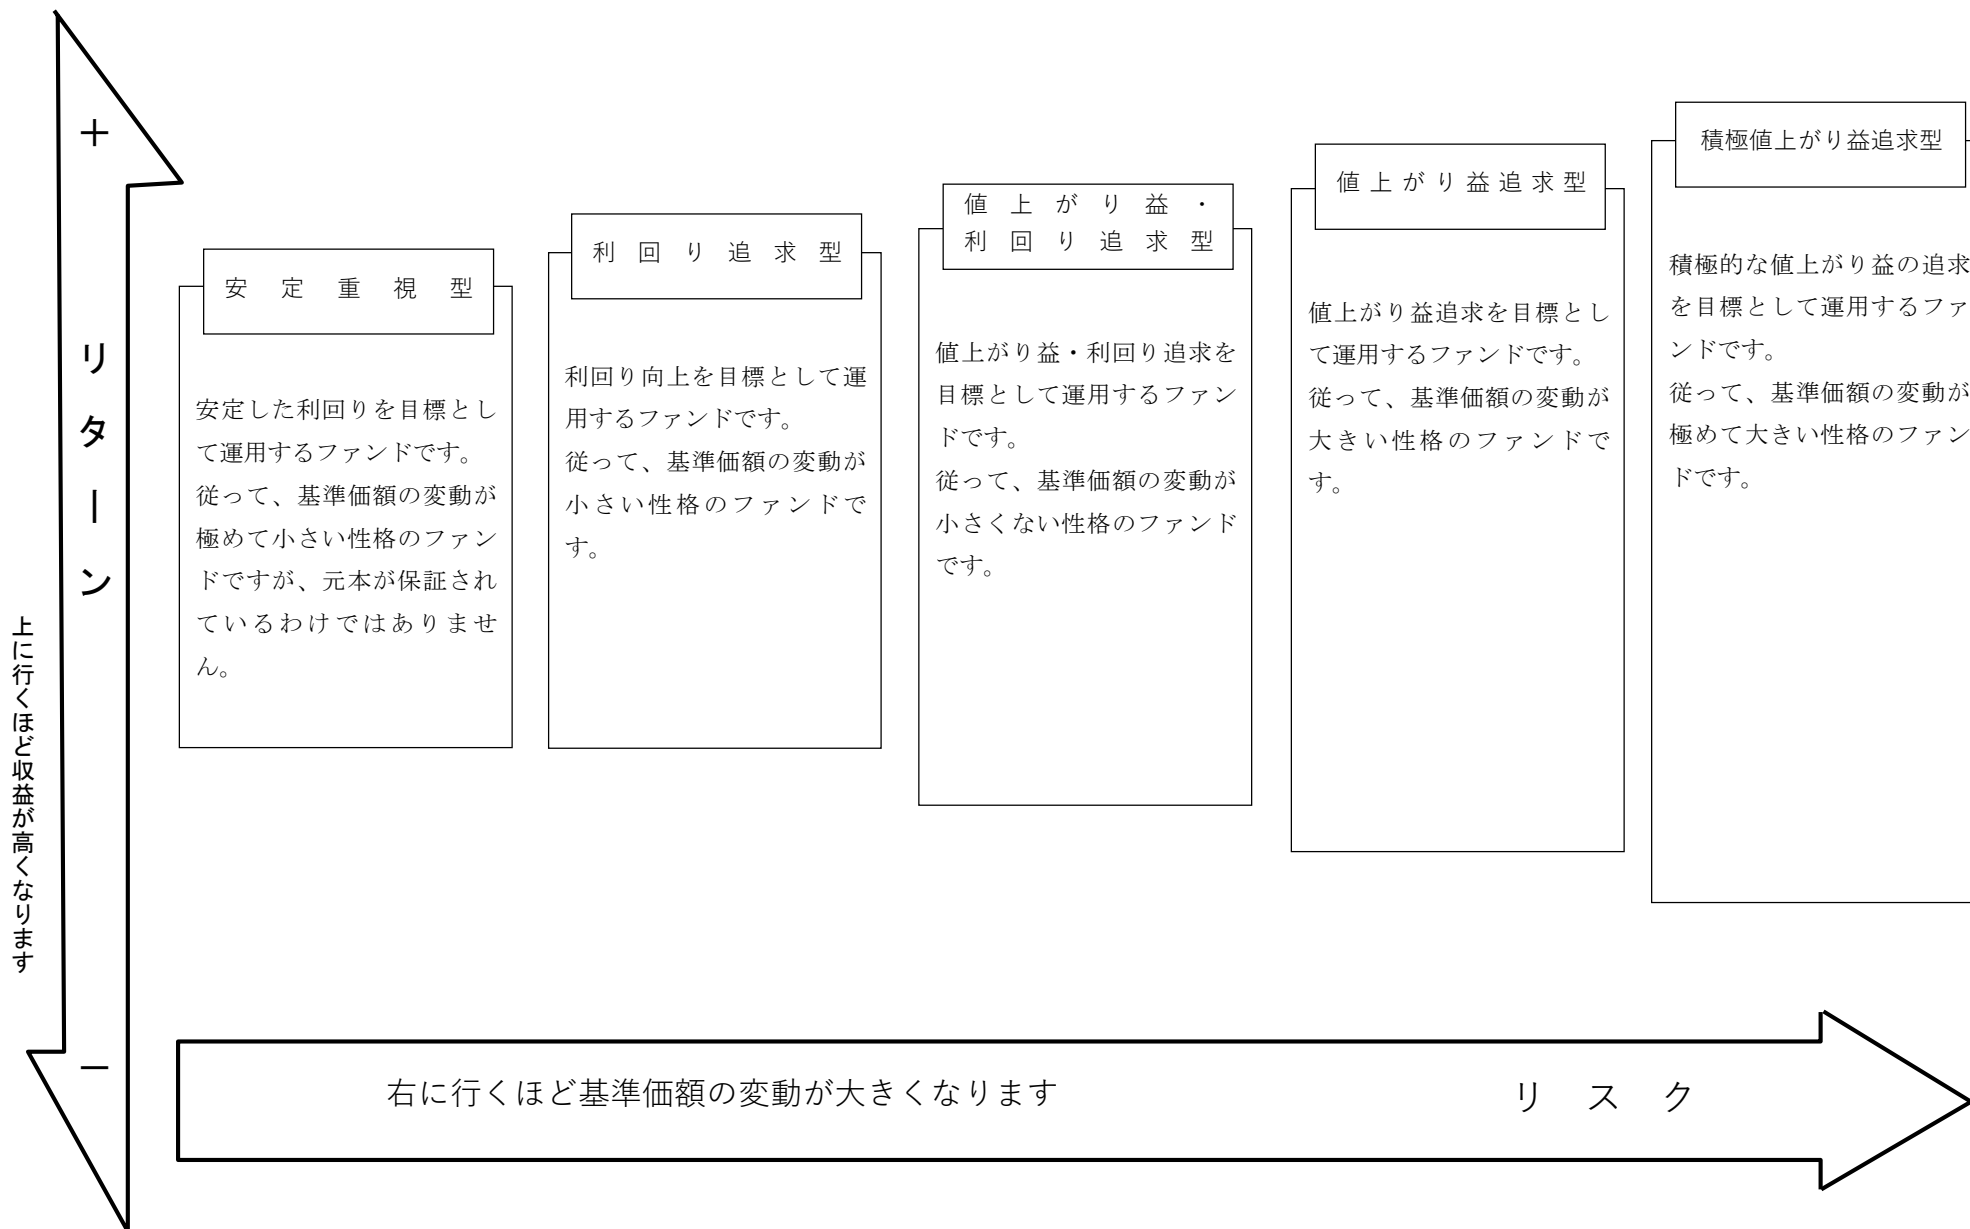 ＋
リターン
－
上に行くほど収益が高くなります
安定重視型
安定した利回りを目標とし
て運用するファンドです。
従って、基準価額の変動が
極めて小さい性格のファン
ドですが、元本が保証され
ているわけではありませ
ん。
利回り追求型
利回り向上を目標として運
用するファンドです。
従って、基準価額の変動が
小さい性格のファンドで
す。
値上がり益・
利回り追求型
値上がり益・利回り追求を
目標として運用するファン
ドです。
従って、基準価額の変動が
小さくない性格のファンド
です。
値上がり益追求型
値上がり益追求を目標とし
て運用するファンドです。
従って、基準価額の変動が
大きい性格のファンドで
す。
積極値上がり益追求型
積極的な値上がり益の追求
を目標として運用するファ
ンドです。
従って、基準価額の変動が
極めて大きい性格のファン
ドです。
右に行くほど基準価額の変動が大きくなります
リスク